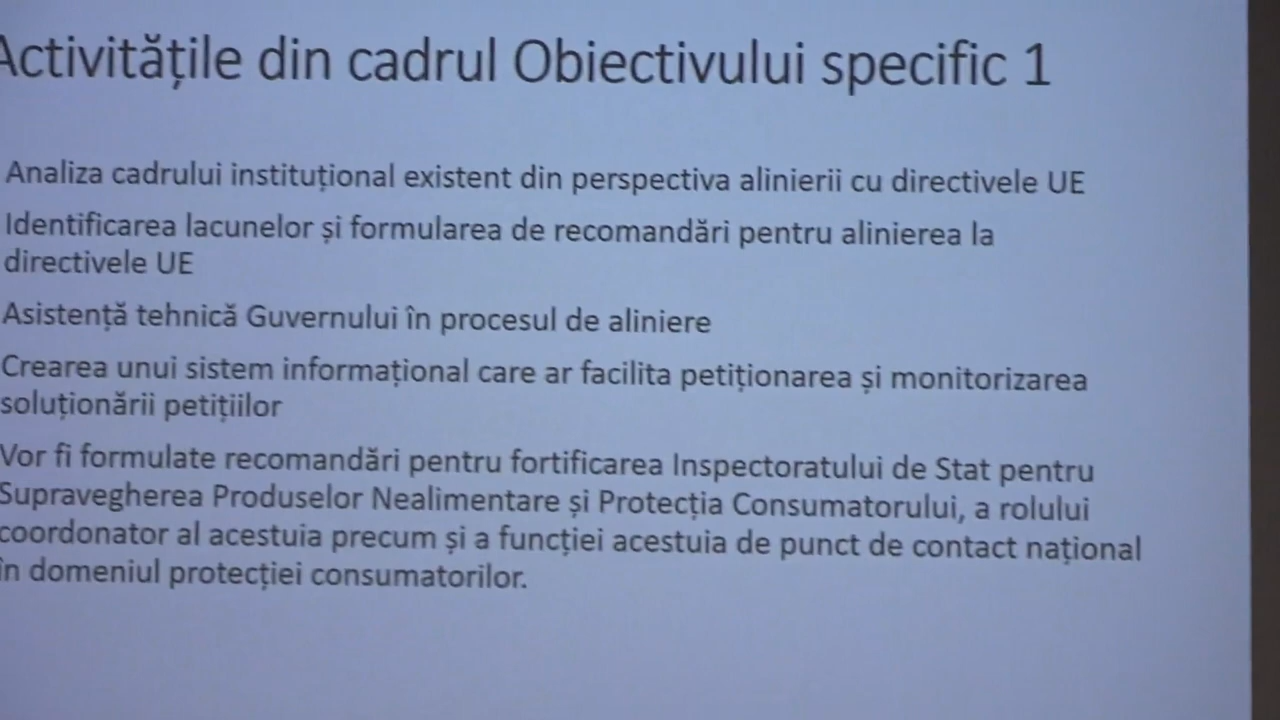 Activitățile din cadrul Obiectivului specific 1
Analiza cadrului instituțional existent din perspectiva alinierii cu directivele UE
Identificarea lacunelor și formularea de recomandări pentru alinierea la
directivele UE
Asistență tehnică Guvernului în procesul de aliniere
Crearea unui sistem informațional care ar facilita petiționarea și monitorizarea
soluționării petițiilor
Vor fi formulate recomandări pentru fortificarea Inspectoratului de Stat pentru
Supravegherea Produselor Nealimentare și Protecția Consumatorului, a rolului
coordonator al acestuia precum și a funcției acestuia de punct de contact național
în domeniul protecției consumatorilor.